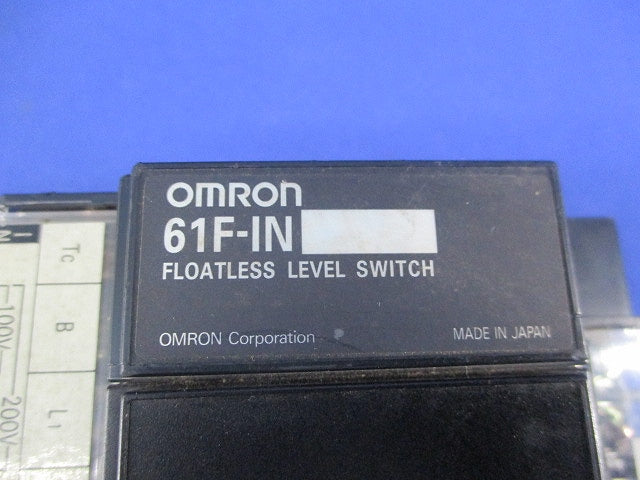 OMRON
61F-IN
FLOATLESS LEVEL SWITCH
OMRON Corporation
MADE IN JAPAN
Tc
B
L1
100V
200V